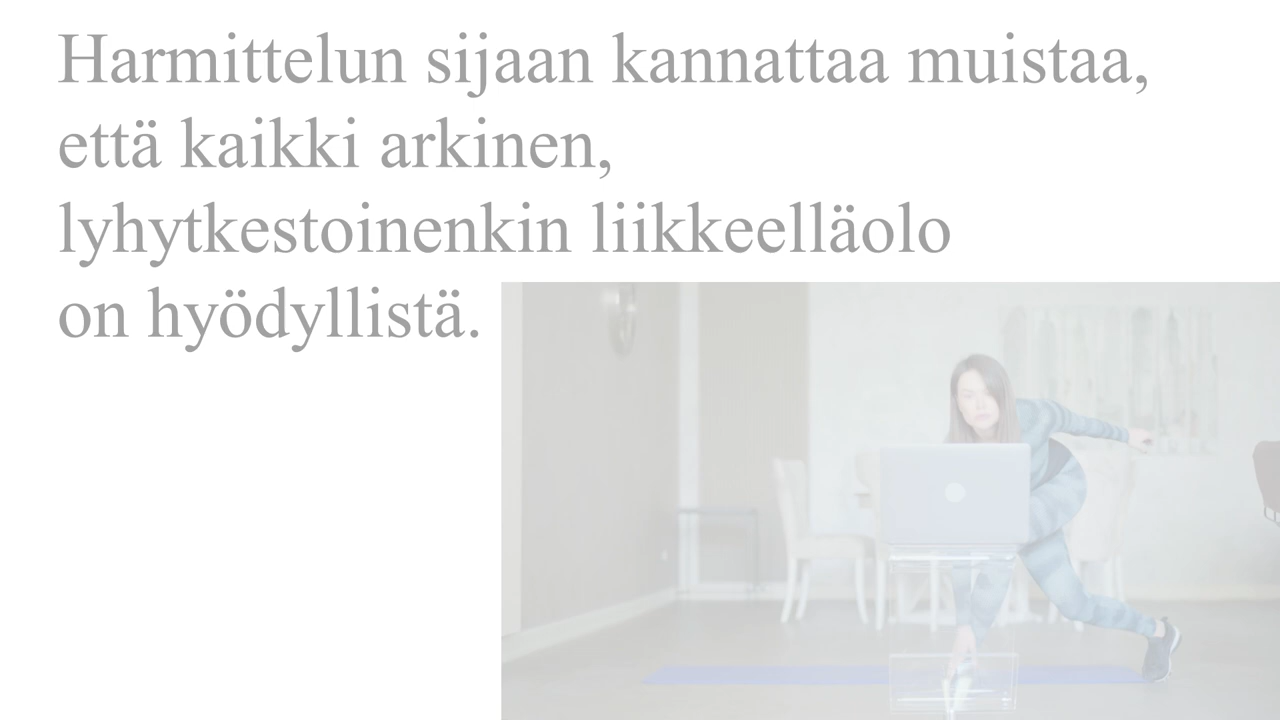 Harmittelun sijaan kannattaa muistaa,
että kaikki arkinen,
lyhytkestoinenkin liikkeelläolo
on hyödyllistä.